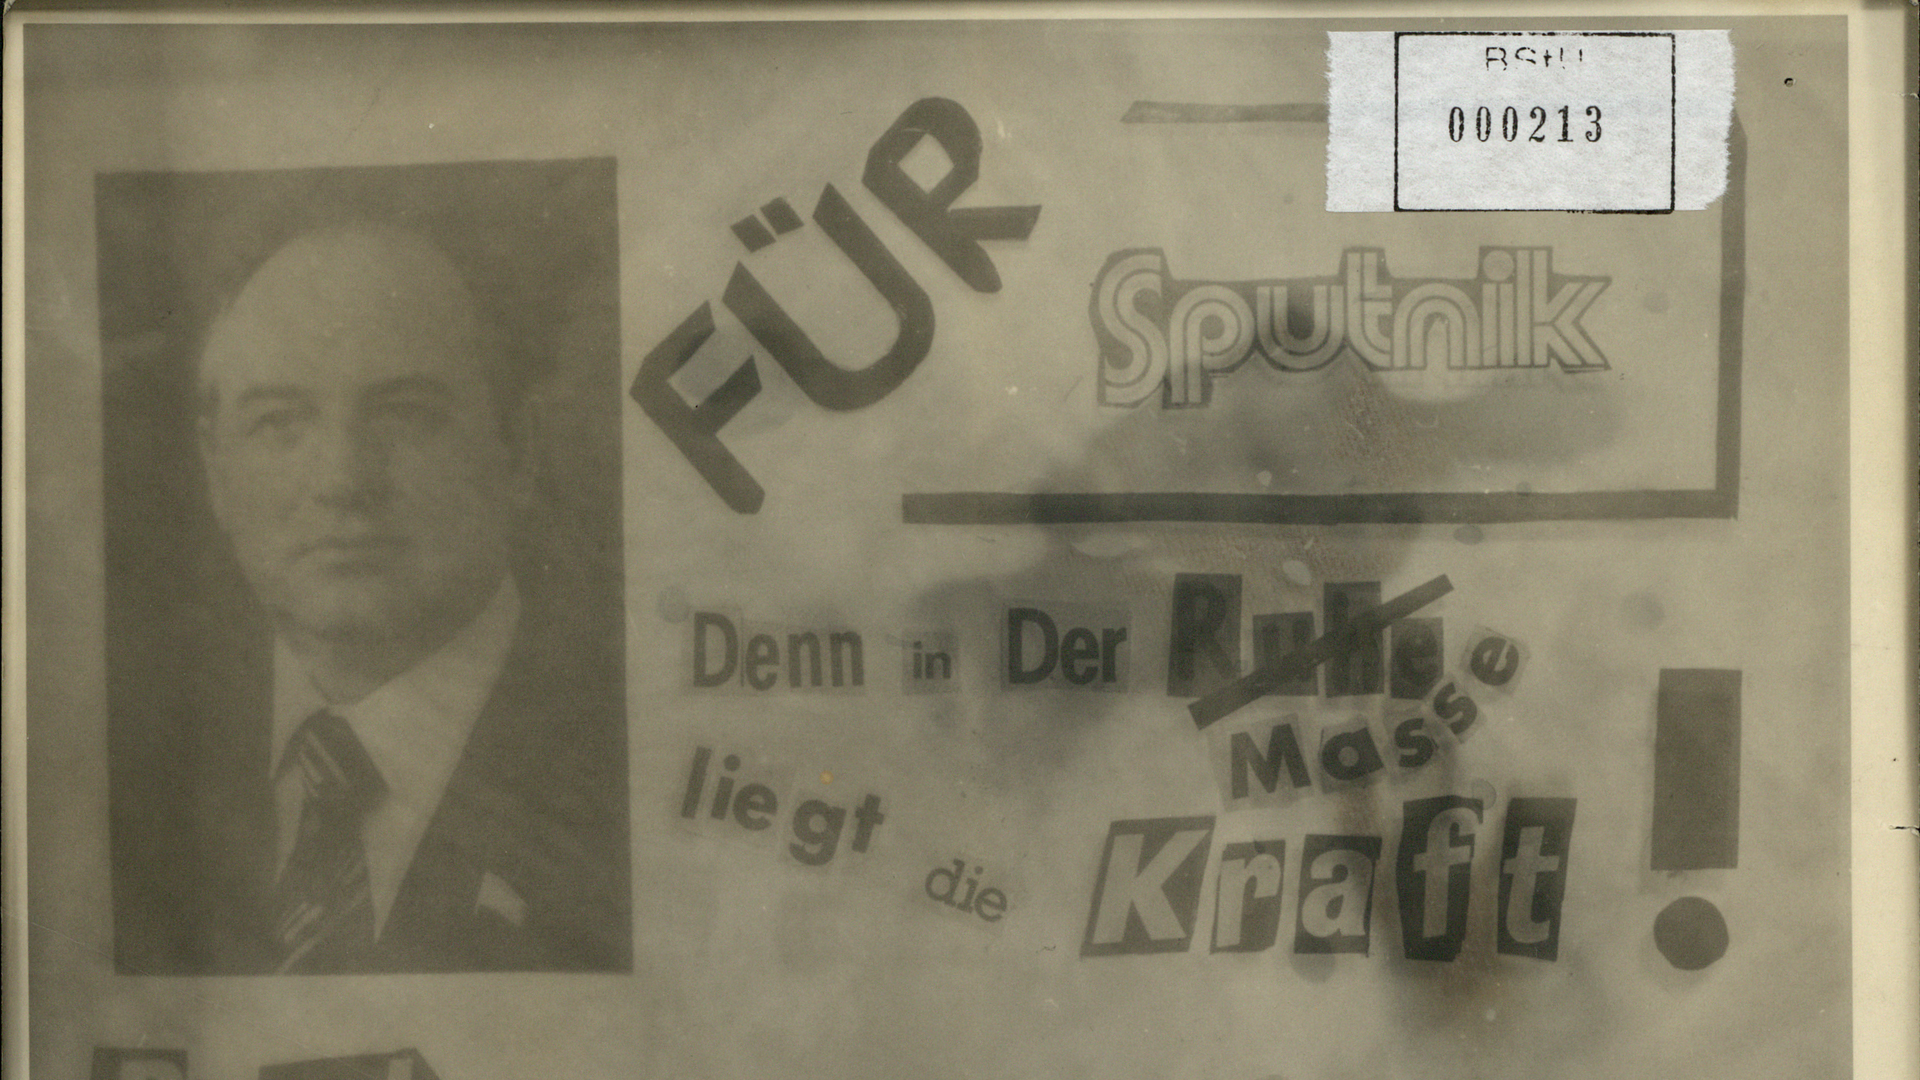 BStU
000213
FÜR
Sputnik
Denn in Der Ruhe
Masse
liegt die Kraft!